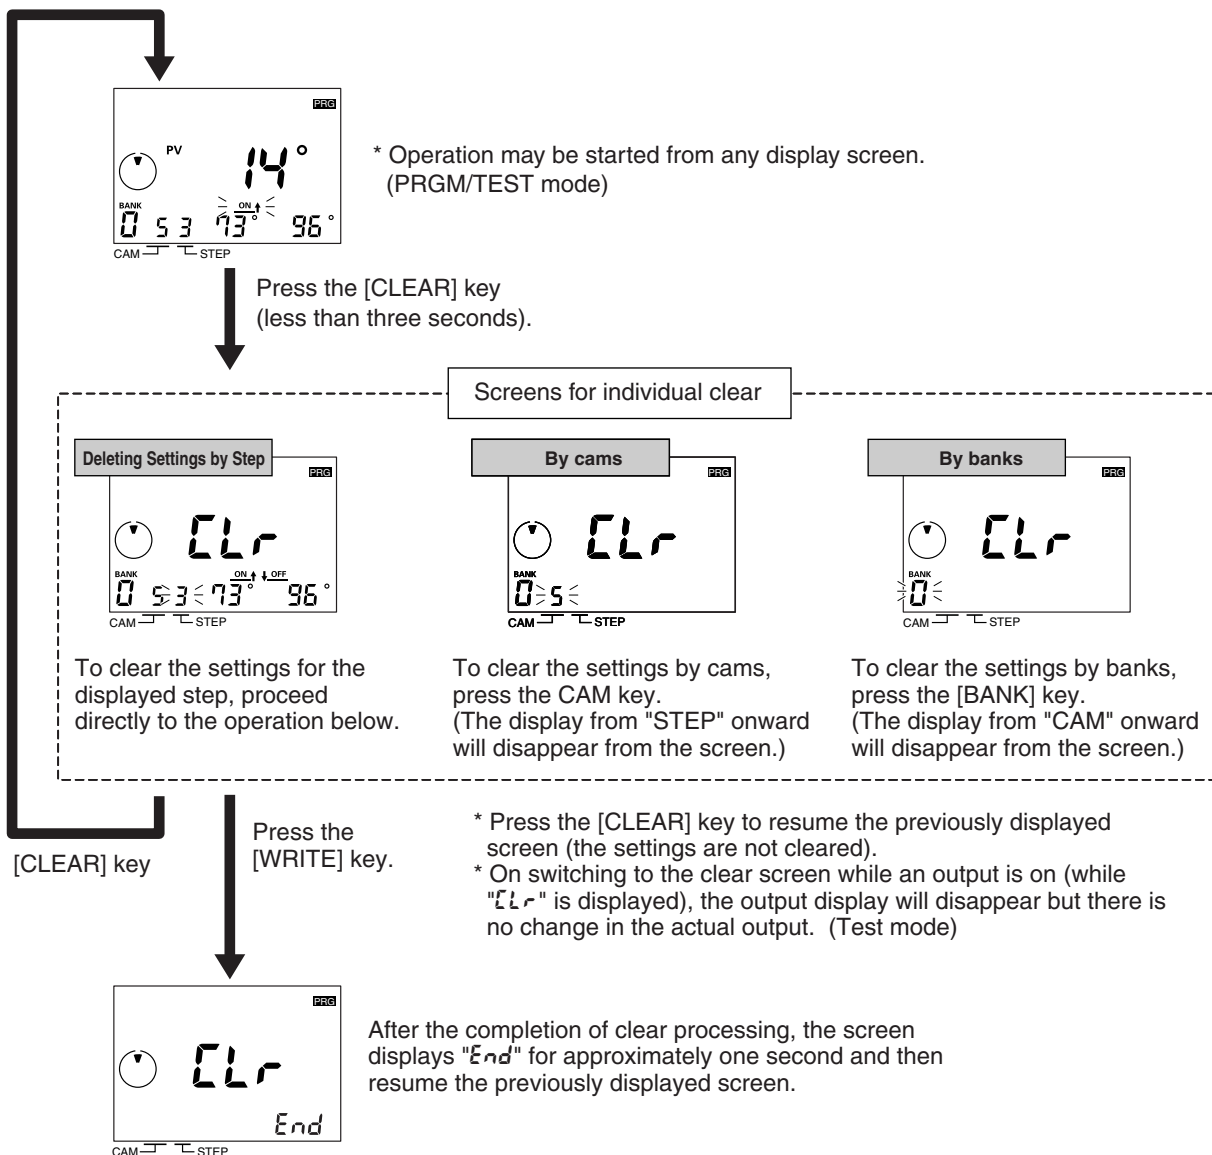 PRG
PV 14°
ON
BANK
0 5 3 73° 96°
CAM STEP
* Operation may be started from any display screen.
(PRGM/TEST mode)
Press the [CLEAR] key
(less than three seconds).
Screens for individual clear
Deleting Settings by Step
PRG
CLr
BANK ON OFF
0 5 3 73° 96°
CAM STEP
To clear the settings for the
displayed step, proceed
directly to the operation below.
By cams
PRG
CLr
BANK
0 5
CAM STEP
To clear the settings by cams,
press the CAM key.
(The display from "STEP" onward
will disappear from the screen.)
By banks
PRG
CLr
BANK
0
CAM STEP
To clear the settings by banks,
press the [BANK] key.
(The display from "CAM" onward
will disappear from the screen.)
[CLEAR] key
Press the
[WRITE] key.
* Press the [CLEAR] key to resume the previously displayed
screen (the settings are not cleared).
* On switching to the clear screen while an output is on (while
"CLr" is displayed), the output display will disappear but there is
no change in the actual output. (Test mode)
PRG
CLr
End
CAM STEP
After the completion of clear processing, the screen
displays "End" for approximately one second and then
resume the previously displayed screen.